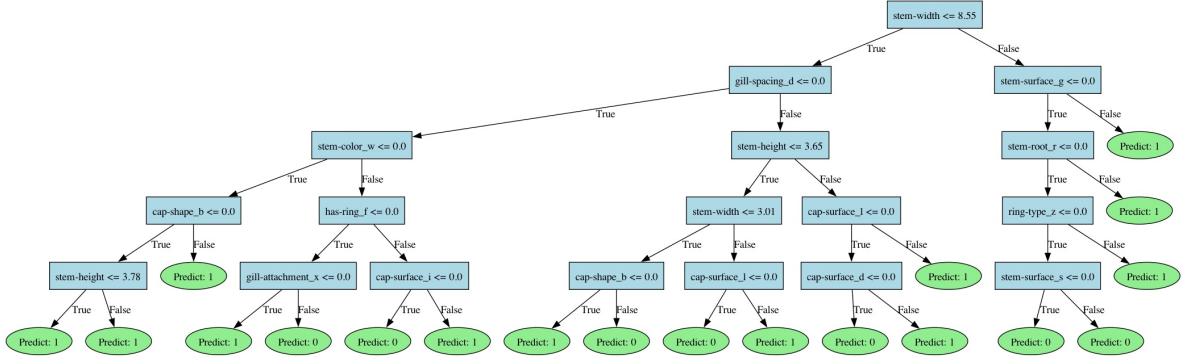 stem-width <= 8.55
True
False
gill-spacing_d <= 0.0
stem-surface_g <= 0.0
True
False
True
False
stem-color_w <= 0.0
stem-height <= 3.65
stem-root_r <= 0.0
Predict: 1
True
False
True
False
True
False
cap-shape_b <= 0.0
has-ring_f <= 0.0
stem-width <= 3.01
cap-surface_l <= 0.0
ring-type_z <= 0.0
Predict: 1
True
False
True
False
True
False
True
False
True
False
stem-height <= 3.78
Predict: 1
gill-attachment_x <= 0.0
cap-surface_i <= 0.0
cap-shape_b <= 0.0
cap-surface_l <= 0.0
cap-surface_d <= 0.0
Predict: 1
stem-surface_s <= 0.0
Predict: 1
True
False
True
False
True
False
True
False
True
False
True
False
True
False
Predict: 1
Predict: 1
Predict: 1
Predict: 0
Predict: 0
Predict: 1
Predict: 1
Predict: 0
Predict: 0
Predict: 1
Predict: 0
Predict: 1
Predict: 0
Predict: 0